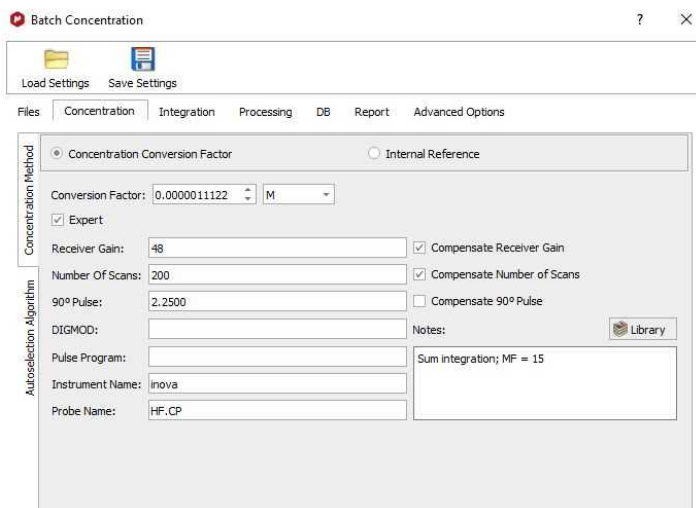 Batch Concentration
?
Load Settings Save Settings
Files Concentration Integration Processing DB Report Advanced Options
Concentration Method
Autoselection Algorithm
Concentration Conversion Factor Internal Reference
Conversion Factor: 0.0000011122 M
Expert
Receiver Gain: 48 Compensate Receiver Gain
Number Of Scans: 200 Compensate Number of Scans
90º Pulse: 2.2500 Compensate 90º Pulse
DIGMOD: Notes: Library
Pulse Program: Sum integration; MF = 15
Instrument Name: inova
Probe Name: HF.CP